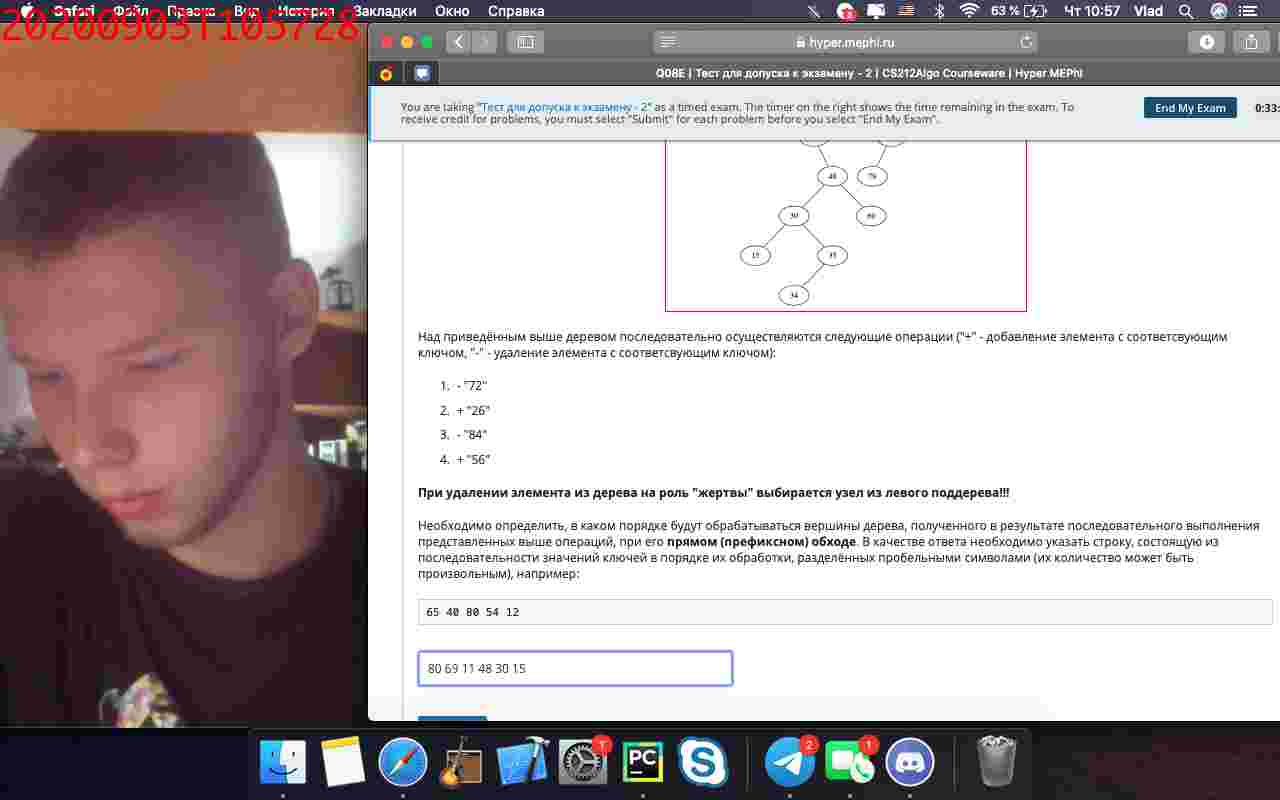 20200903T105728
Safari Файл Правка Вид История Закладки Окно Справка
63 % Чт 10:57 Vlad
hyper.mephi.ru
Q08E | Тест для допуска к экзамену - 2 | CS212Algo Courseware | Hyper.MEPhI
You are taking "Тест для допуска к экзамену - 2" as a timed exam. The timer on the right shows the time remaining in the exam. To
receive credit for problems, you must select "Submit" for each problem before you select "End My Exam".
End My Exam
0:33:
48 79
30
15 35
34
Над приведённым выше деревом последовательно осуществляются следующие операции ("+" - добавление элемента с соответсвующим
ключом, "-" - удаление элемента с соответсвующим ключом):
1. - "72"
2. + "26"
3. - "84"
4. + "56"
При удалении элемента из дерева на роль "жертвы" выбирается узел из левого поддерева!!!
Необходимо определить, в каком порядке будут обрабатываться вершины дерева, полученного в результате последовательного выполнения
представленных выше операций, при его прямом (префиксном) обходе. В качестве ответа необходимо указать строку, состоящую из
последовательности значений ключей в порядке их обработки, разделённых пробельными символами (их количество может быть
произвольным), например:
65 40 80 54 12
80 69 11 48 30 15
PC
2
1